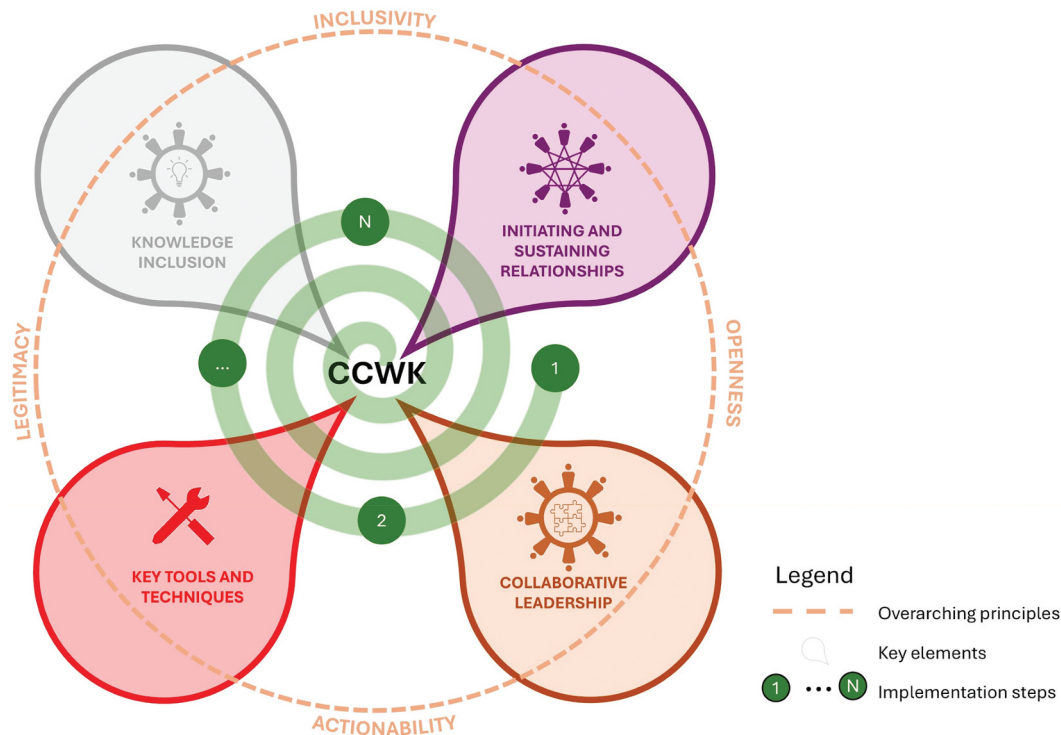 INCLUSIVITY
KNOWLEDGE
INCLUSION
INITIATING AND
SUSTAINING
RELATIONSHIPS
N
LEGITIMACY
...
CCWK
1
OPENNESS
2
KEY TOOLS AND
TECHNIQUES
COLLABORATIVE
LEADERSHIP
ACTIONABILITY
Legend
Overarching principles
Key elements
1 ... N Implementation steps